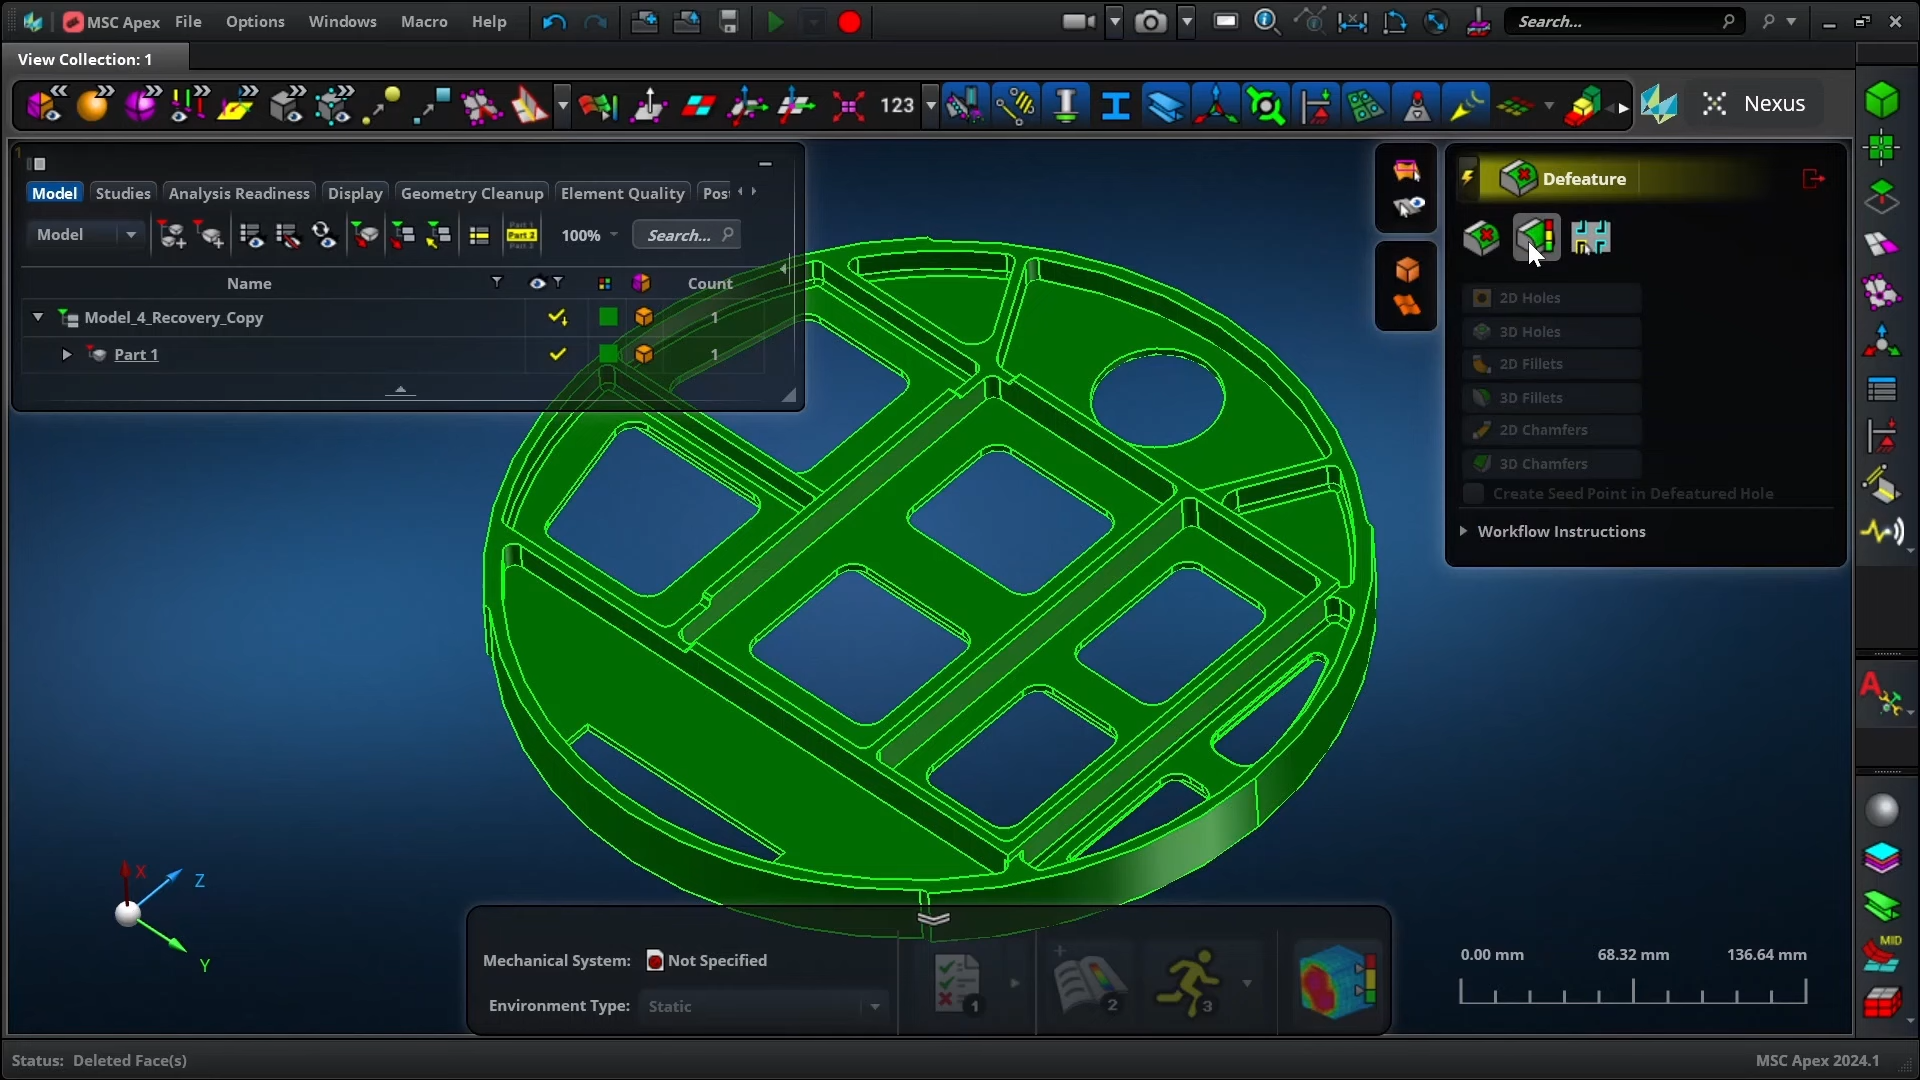 MSC Apex File Options Windows Macro Help Search...
View Collection: 1
123 Nexus
1
Model Studies Analysis Readiness Display Geometry Cleanup Element Quality Pos
Model 100% Search...
Name Count
Model_4_Recovery_Copy 1
Part 1 1
Defeature
2D Holes
3D Holes
2D Fillets
3D Fillets
2D Chamfers
3D Chamfers
Create Seed Point in Defeatured Hole
Workflow Instructions
X
Z
Y
Mechanical System: Not Specified
Environment Type: Static
1 2 3
0.00 mm 68.32 mm 136.64 mm
A
MID
Status: Deleted Face(s) MSC Apex 2024.1